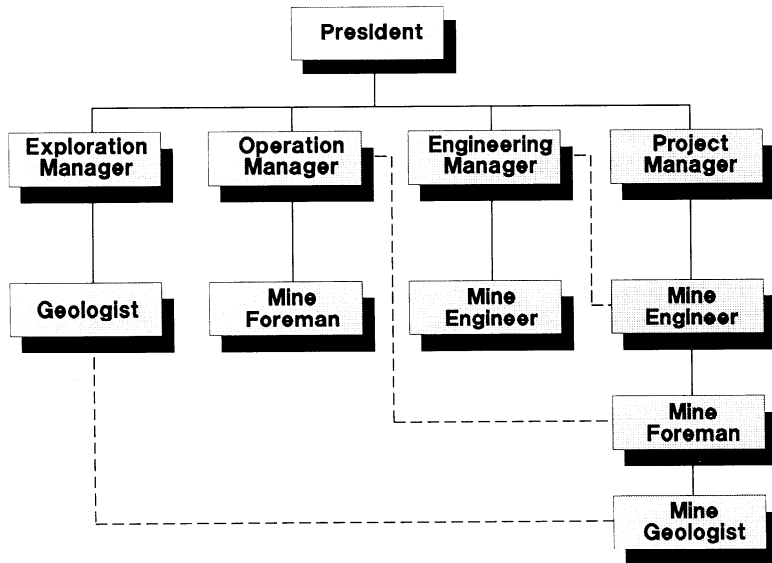 President
Exploration
Manager
Operation
Manager
Engineering
Manager
Project
Manager
Geologist
Mine
Foreman
Mine
Engineer
Mine
Engineer
Mine
Foreman
Mine
Geologist